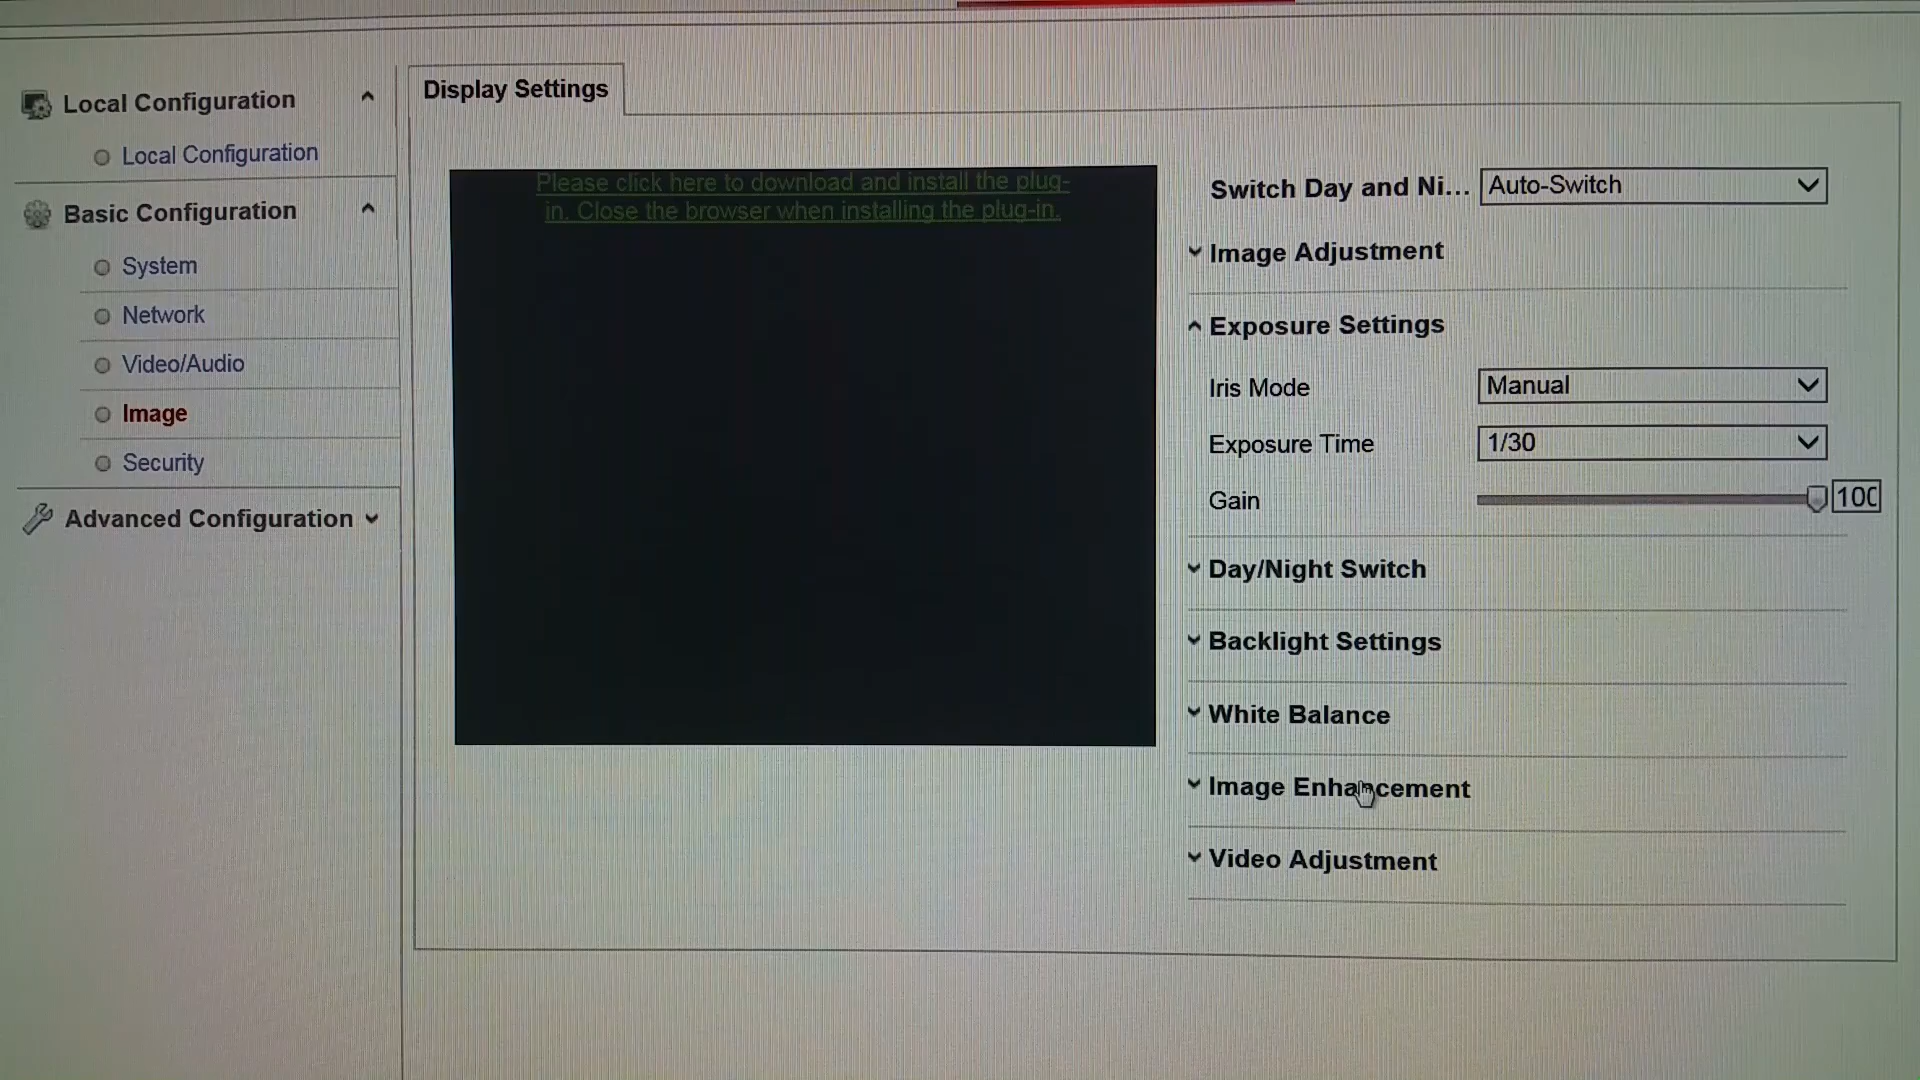 Local Configuration
Local Configuration
Basic Configuration
System
Network
Video/Audio
Image
Security
Advanced Configuration
Display Settings
Please click here to download and install the plug-
in. Close the browser when installing the plug-in.
Switch Day and Ni... Auto-Switch
Image Adjustment
Exposure Settings
Iris Mode Manual
Exposure Time 1/30
Gain 100
Day/Night Switch
Backlight Settings
White Balance
Image Enhancement
Video Adjustment